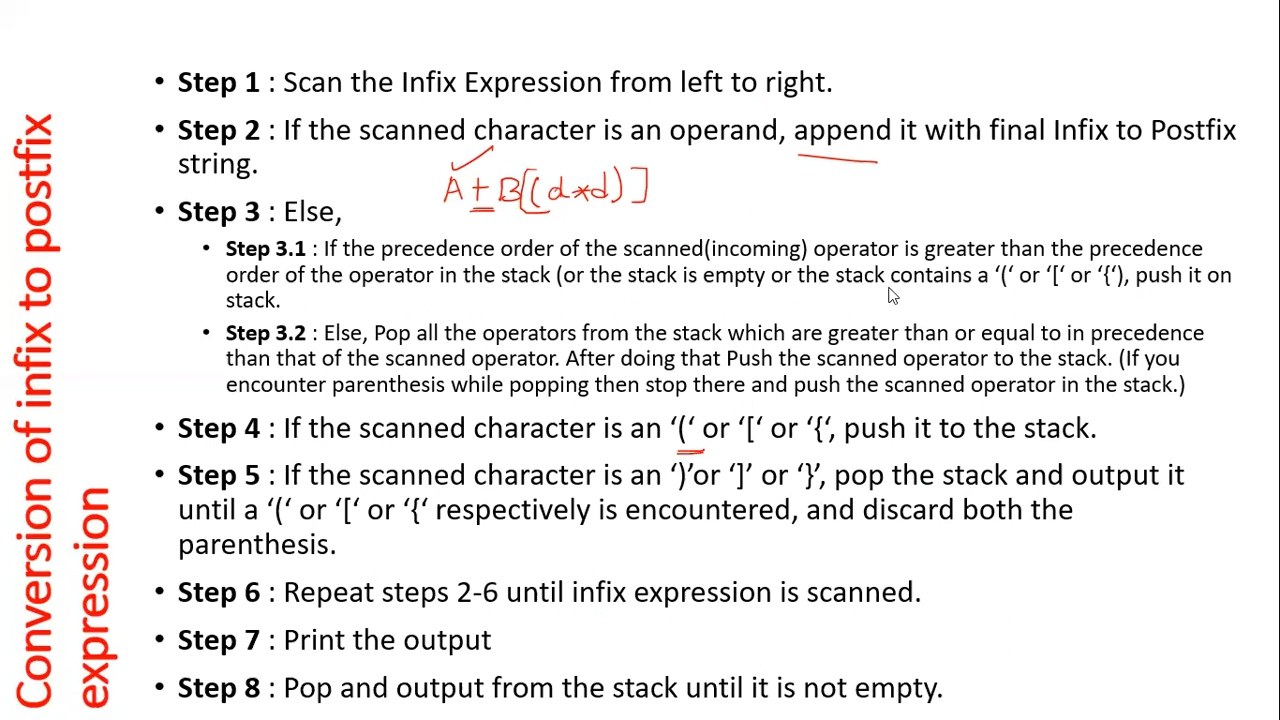 Conversion of infix to postfix
expression
• Step 1 : Scan the Infix Expression from left to right.
• Step 2 : If the scanned character is an operand, append it with final Infix to Postfix
string.
A + B[(d*d)]
• Step 3 : Else,
• Step 3.1 : If the precedence order of the scanned(incoming) operator is greater than the precedence
order of the operator in the stack (or the stack is empty or the stack contains a ‘(‘ or ‘[‘ or ‘{‘), push it on
stack.
• Step 3.2 : Else, Pop all the operators from the stack which are greater than or equal to in precedence
than that of the scanned operator. After doing that Push the scanned operator to the stack. (If you
encounter parenthesis while popping then stop there and push the scanned operator in the stack.)
• Step 4 : If the scanned character is an ‘(‘ or ‘[‘ or ‘{‘, push it to the stack.
• Step 5 : If the scanned character is an ‘)’or ‘]’ or ‘}’, pop the stack and output it
until a ‘(‘ or ‘[‘ or ‘{‘ respectively is encountered, and discard both the
parenthesis.
• Step 6 : Repeat steps 2-6 until infix expression is scanned.
• Step 7 : Print the output
• Step 8 : Pop and output from the stack until it is not empty.